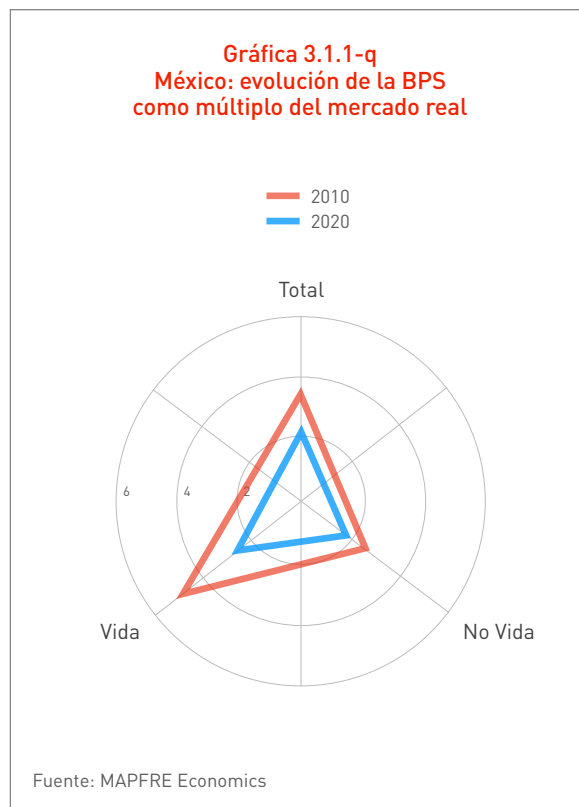 Gráfica 3.1.1-q
México: evolución de la BPS
como múltiplo del mercado real
2010
2020
Total
6 4 2
Vida No Vida
Fuente: MAPFRE Economics